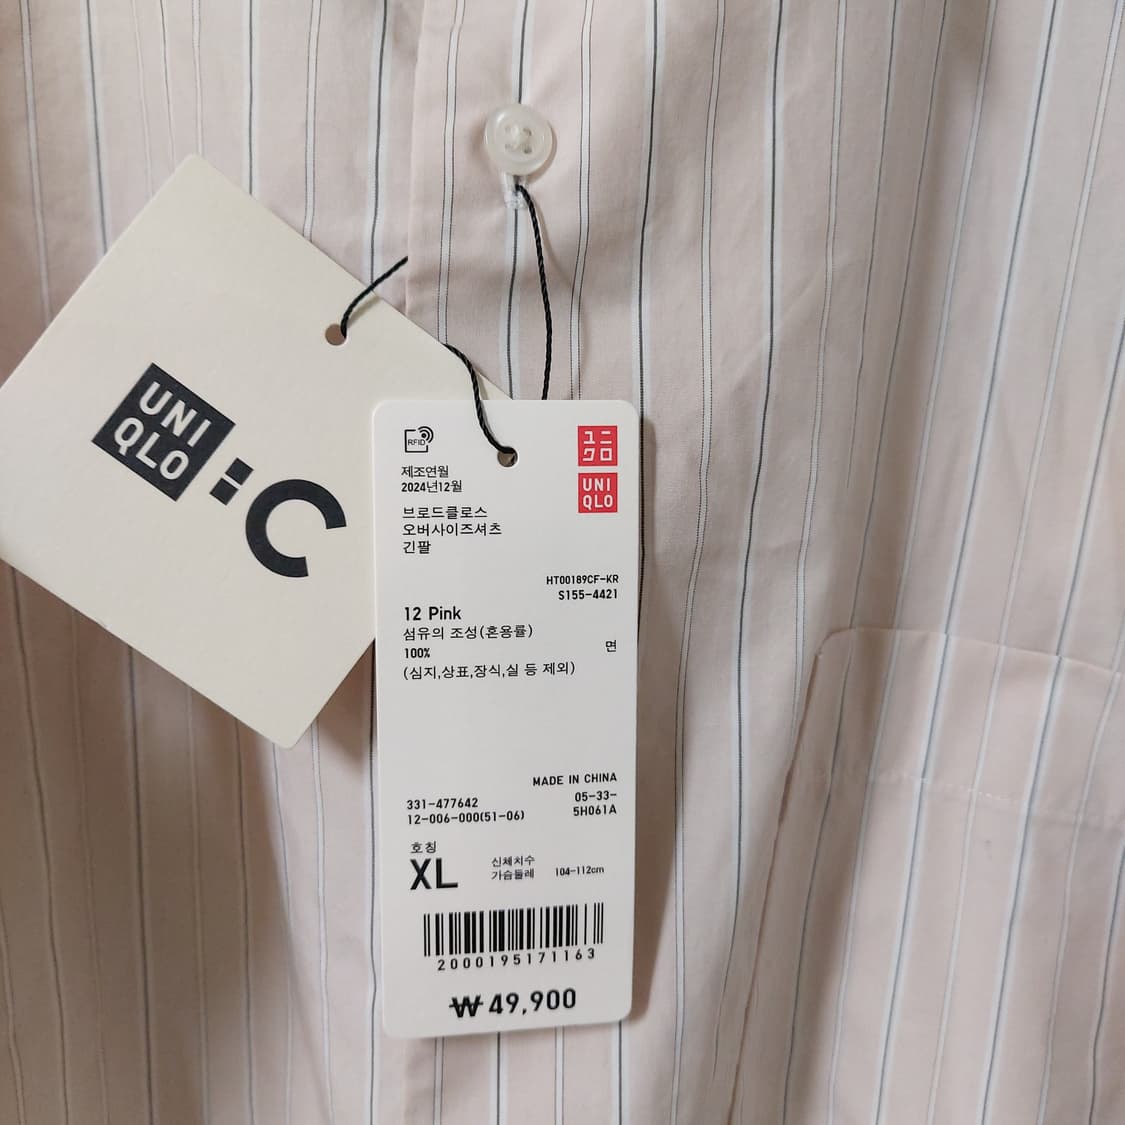 UNI
QLO
:C
RFID
ユニ
クロ
UNI
QLO
제조연월
2024년12월
브로드클로스
오버사이즈셔츠
긴팔
HT00189CF-KR
S155-4421
12 Pink
섬유의 조성(혼용률)
100% 면
(심지,상표,장식,실 등 제외)
MADE IN CHINA
331-477642 05-33-
12-006-000(51-06) 5H061A
호칭
XL 신체치수
가슴둘레 104-112cm
2000195171163
₩49,900